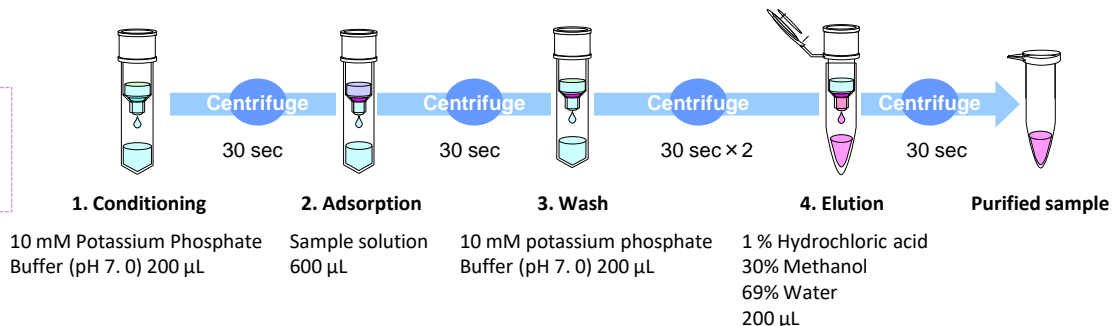 Centrifuge
Centrifuge
Centrifuge
Centrifuge
30 sec
30 sec
30 sec × 2
30 sec
1. Conditioning
2. Adsorption
3. Wash
4. Elution
Purified sample
10 mM Potassium Phosphate
Buffer (pH 7. 0) 200 µL
Sample solution
600 µL
10 mM potassium phosphate
Buffer (pH 7. 0) 200 µL
1 % Hydrochloric acid
30% Methanol
69% Water
200 µL